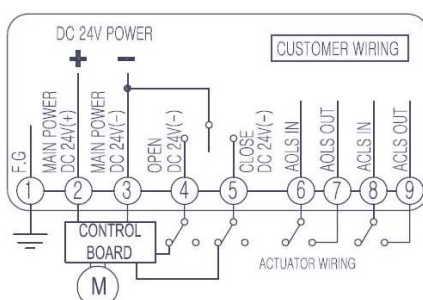 DC 24V POWER
+
−
CUSTOMER WIRING
F.G
MAIN POWER
DC 24V(+)
MAIN POWER
DC 24V(-)
OPEN
DC 24V(-)
CLOSE
DC 24V(-)
AOLS IN
AOLS OUT
ACLS IN
ACLS OUT
1
2
3
4
5
6
7
8
9
CONTROL
BOARD
ACTUATOR WIRING
M